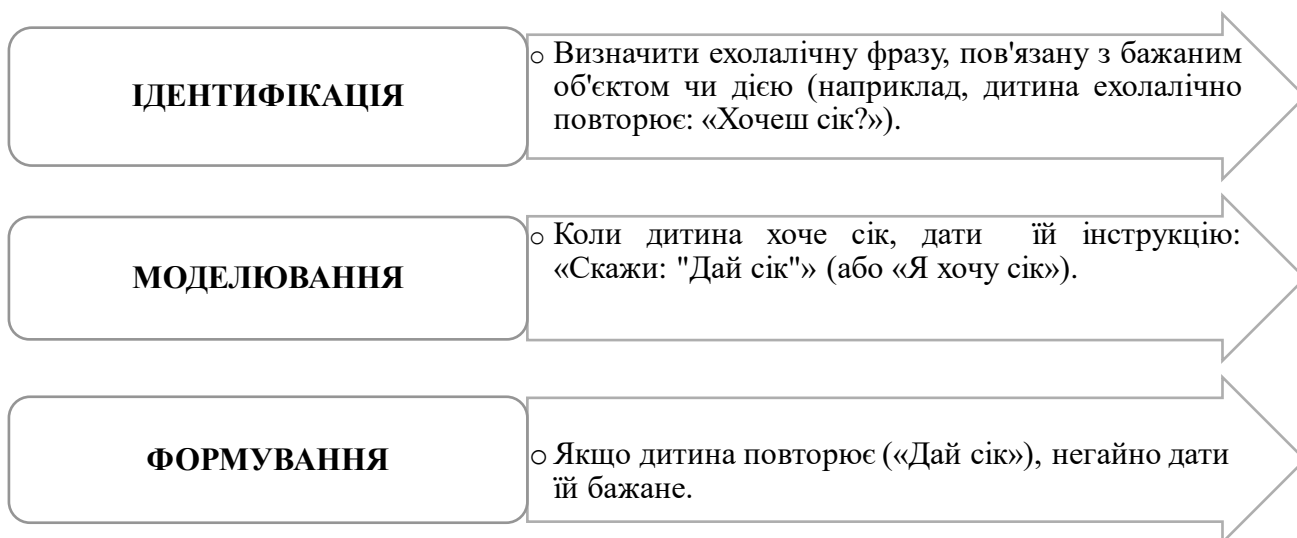 ІДЕНТИФІКАЦІЯ
o Визначити ехолалічну фразу, пов'язану з бажаним
об'єктом чи дією (наприклад, дитина ехолалічно
повторює: «Хочеш сік?»).
МОДЕЛЮВАННЯ
o Коли дитина хоче сік, дати їй інструкцію:
«Скажи: "Дай сік"» (або «Я хочу сік»).
ФОРМУВАННЯ
o Якщо дитина повторює («Дай сік»), негайно дати
їй бажане.